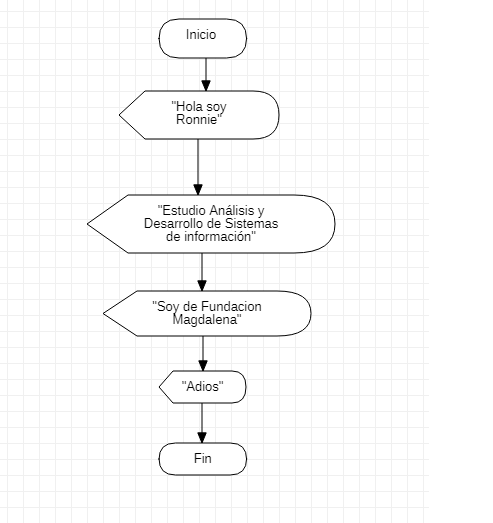 Inicio
"Hola soy
Ronnie"
"Estudio Análisis y
Desarrollo de Sistemas
de información"
"Soy de Fundacion
Magdalena"
"Adios"
Fin